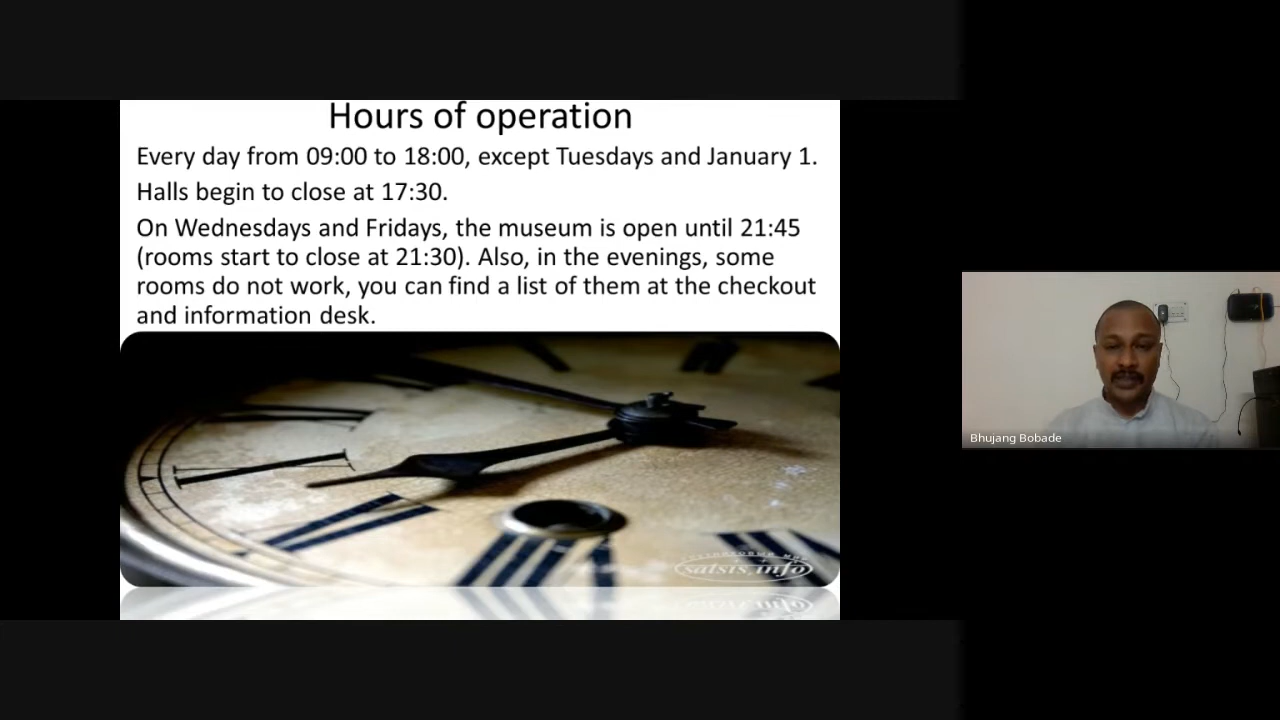 Hours of operation
Every day from 09:00 to 18:00, except Tuesdays and January 1.
Halls begin to close at 17:30.
On Wednesdays and Fridays, the museum is open until 21:45
(rooms start to close at 21:30). Also, in the evenings, some
rooms do not work, you can find a list of them at the checkout
and information desk.
satsis.info
Bhujang Bobade